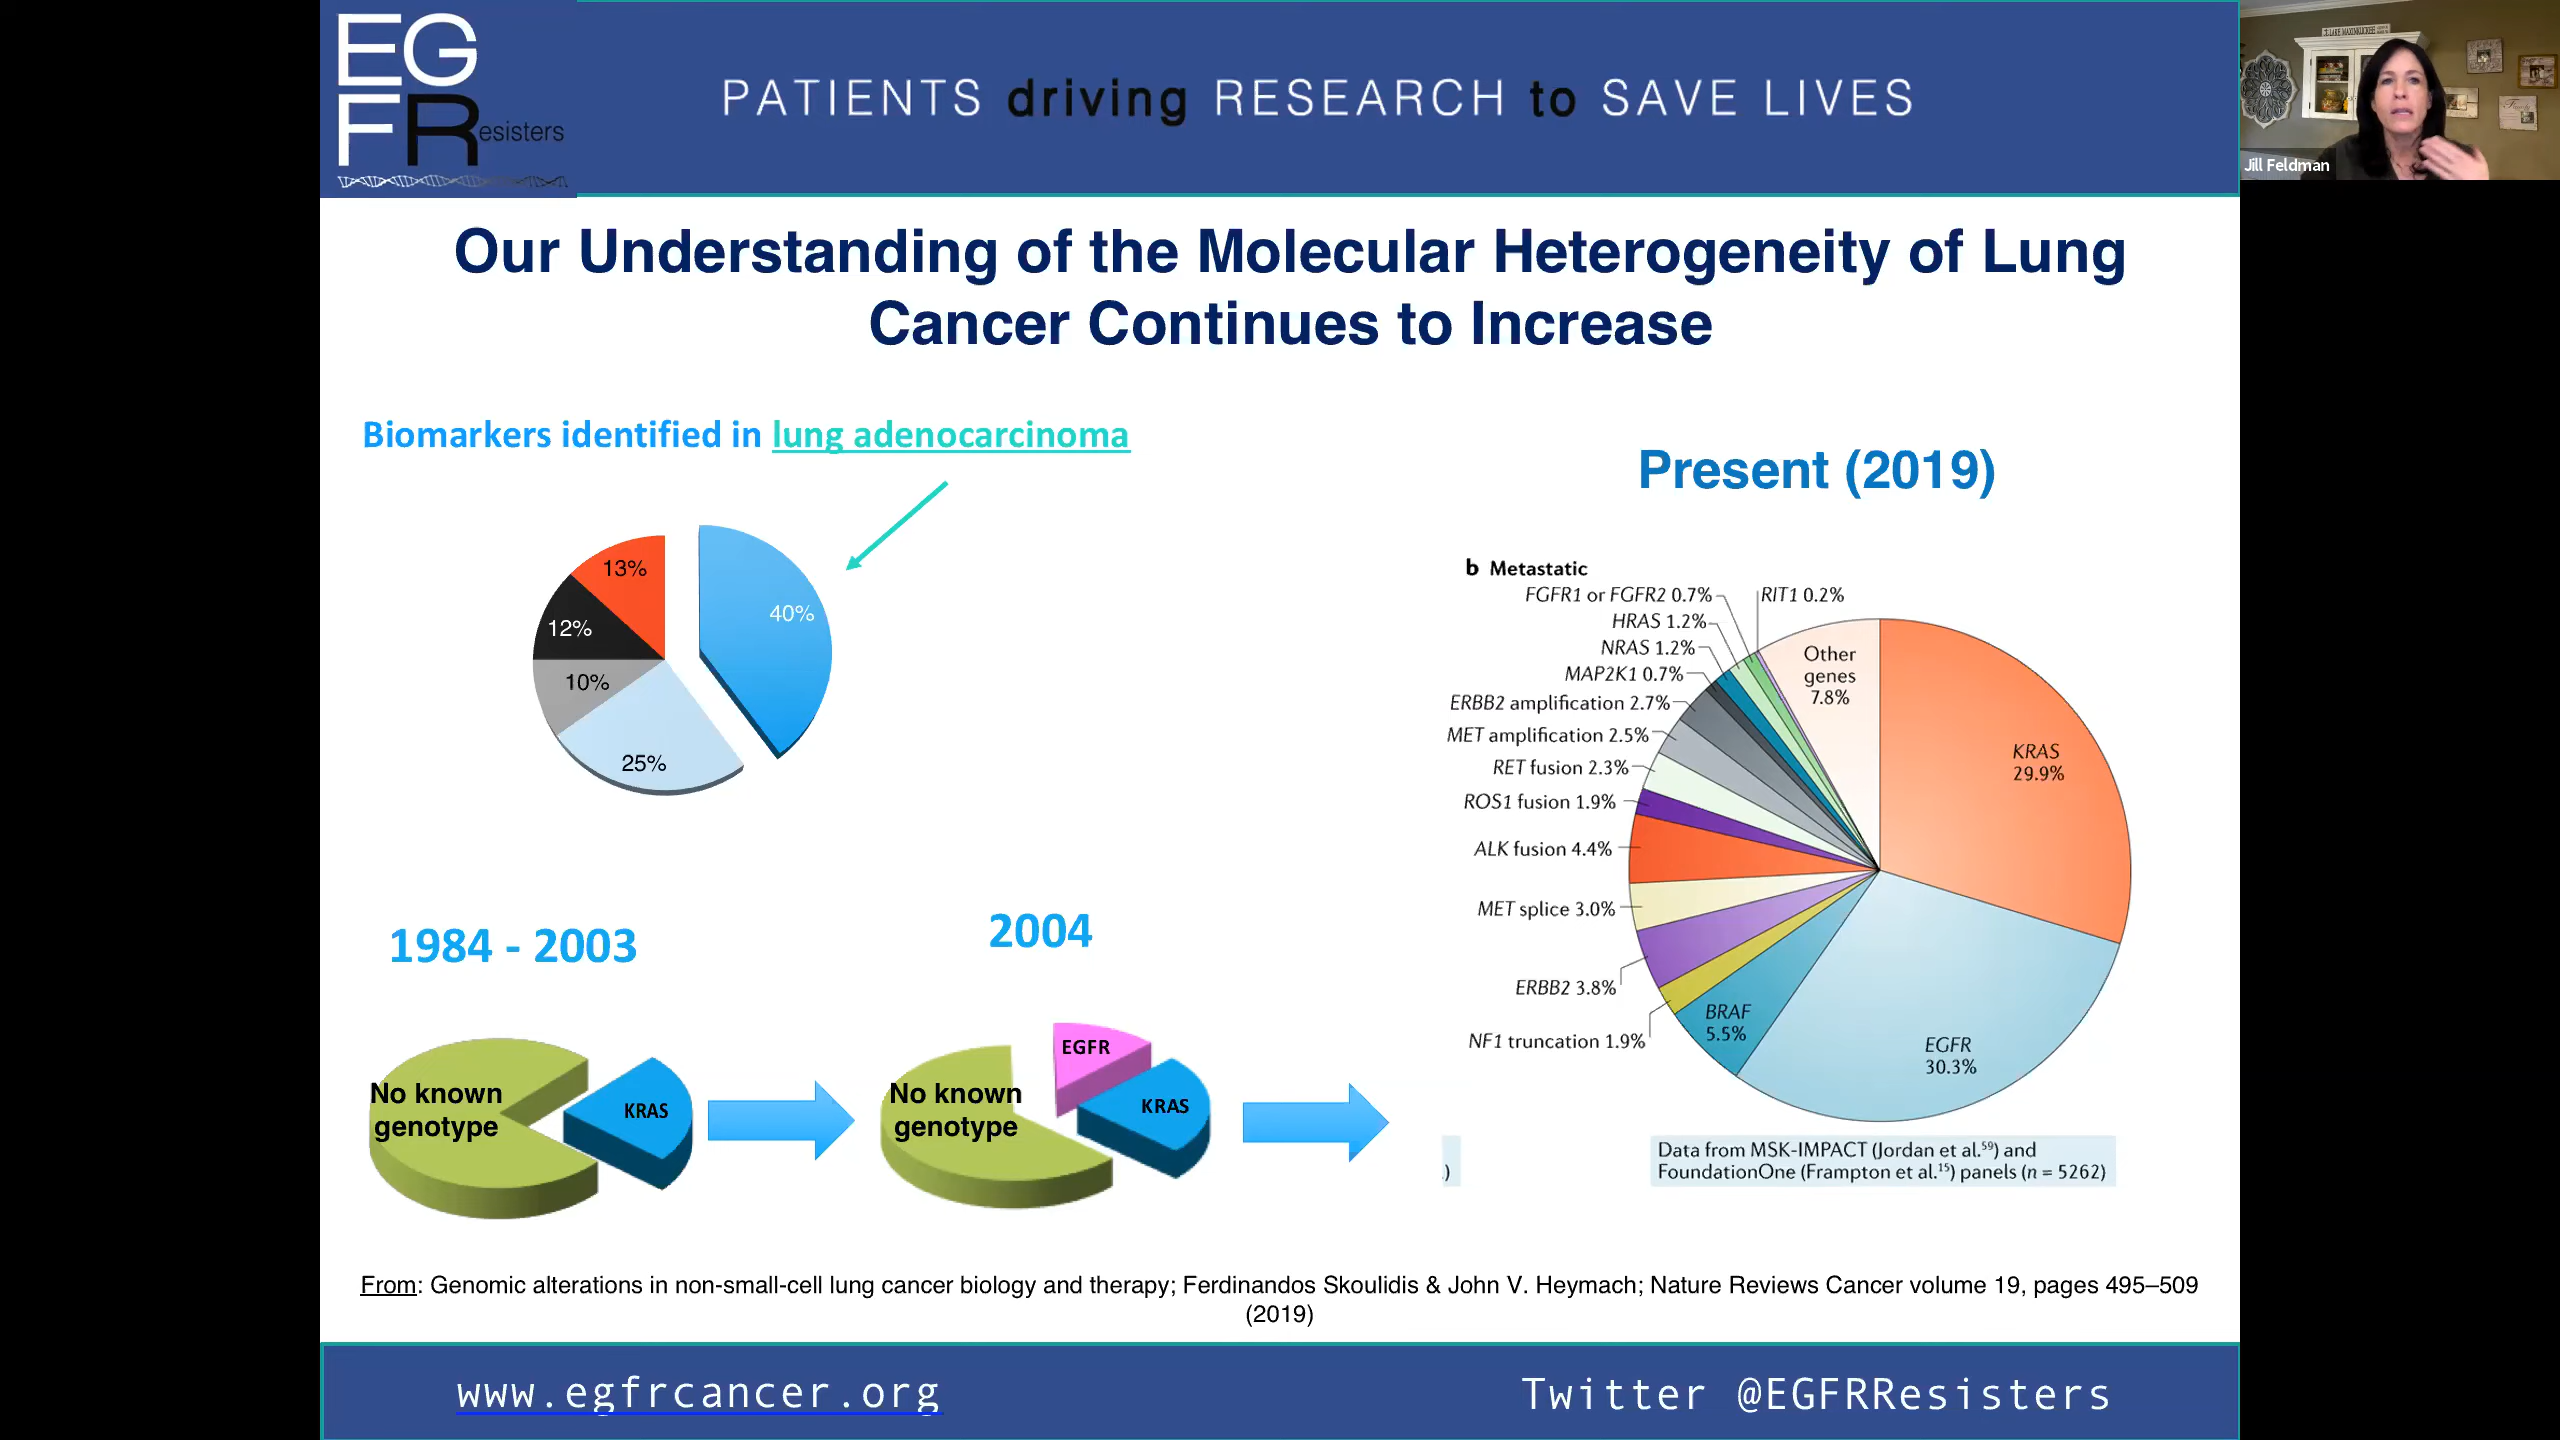 EG
FResisters
PATIENTS driving RESEARCH to SAVE LIVES
Jill Feldman
Our Understanding of the Molecular Heterogeneity of Lung
Cancer Continues to Increase
Biomarkers identified in lung adenocarcinoma
13%
40%
12%
10%
25%
1984 - 2003
No known
genotype
KRAS
2004
No known
genotype
EGFR
KRAS
Present (2019)
b Metastatic
FGFR1 or FGFR2 0.7%
RIT1 0.2%
HRAS 1.2%
NRAS 1.2%
MAP2K1 0.7%
ERBB2 amplification 2.7%
MET amplification 2.5%
RET fusion 2.3%
ROS1 fusion 1.9%
ALK fusion 4.4%
MET splice 3.0%
ERBB2 3.8%
NF1 truncation 1.9%
Other
genes
7.8%
KRAS
29.9%
BRAF
5.5%
EGFR
30.3%
.)
Data from MSK-IMPACT (Jordan et al.⁵⁹) and
FoundationOne (Frampton et al.¹⁵) panels (n = 5262)
From: Genomic alterations in non-small-cell lung cancer biology and therapy; Ferdinandos Skoulidis & John V. Heymach; Nature Reviews Cancer volume 19, pages 495–509
(2019)
www.egfrcancer.org
Twitter @EGFRResisters